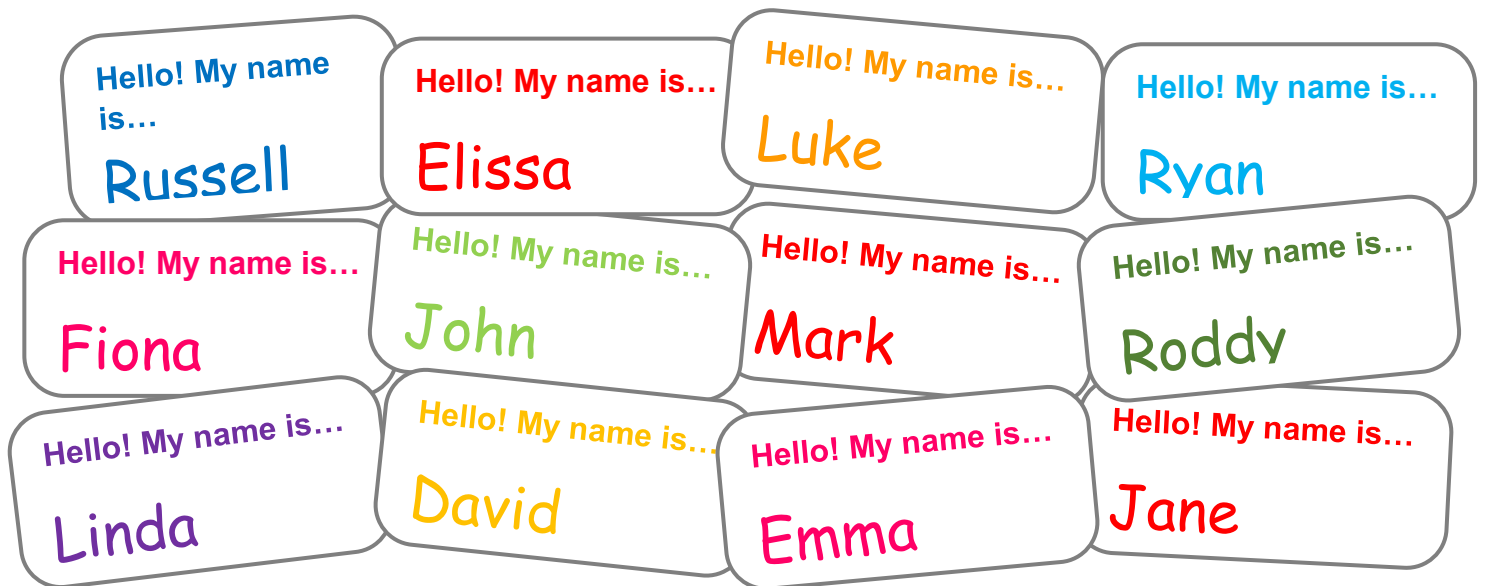 Hello! My name
is…
Russell
Hello! My name is…
Elissa
Hello! My name is…
Luke
Hello! My name is…
Ryan
Hello! My name is…
Fiona
Hello! My name is…
John
Hello! My name is…
Mark
Hello! My name is…
Roddy
Hello! My name is…
Linda
Hello! My name is…
David
Hello! My name is…
Emma
Hello! My name is…
Jane